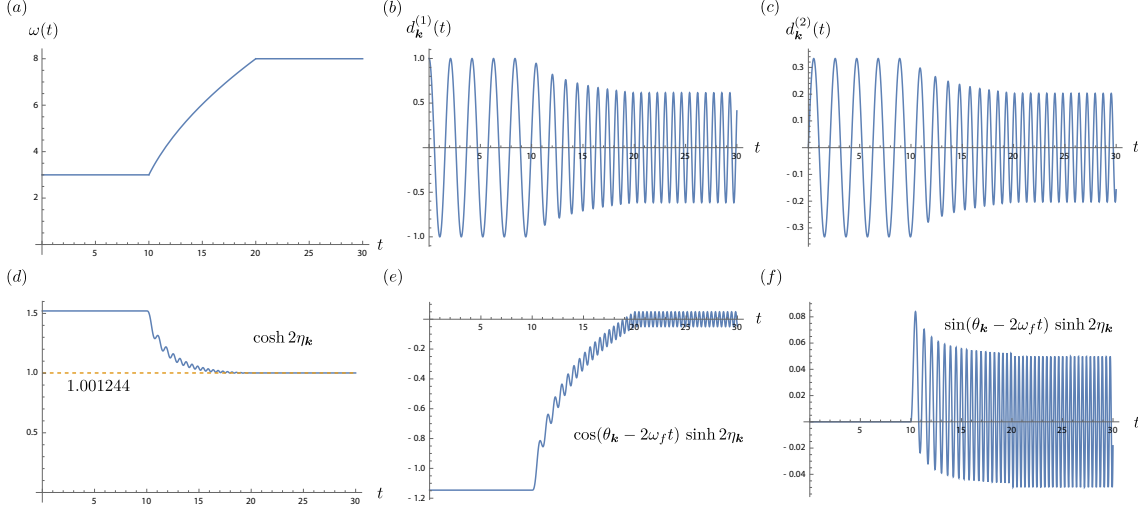 (a)
ω(t)
8
6
4
2
5 10 15 20 25 30 t
(b)
d_k^(1)(t)
1.0
0.5
- 0.5
- 1.0
5 10 15 20 25 30 t
(c)
d_k^(2)(t)
0.3
0.2
0.1
- 0.1
- 0.2
- 0.3
5 10 15 20 25 30 t
(d)
1.5
cosh 2η_k
1.0
1.001244
0.5
5 10 15 20 25 30 t
(e)
5 10 15 20 25 30 t
- 0.2
- 0.4
- 0.6
- 0.8
cos(θ_k − 2ω_f t) sinh 2η_k
- 1.0
- 1.2
(f)
0.08
sin(θ_k − 2ω_f t) sinh 2η_k
0.06
0.04
0.02
5 10 15 20 25 30 t
- 0.02
- 0.04